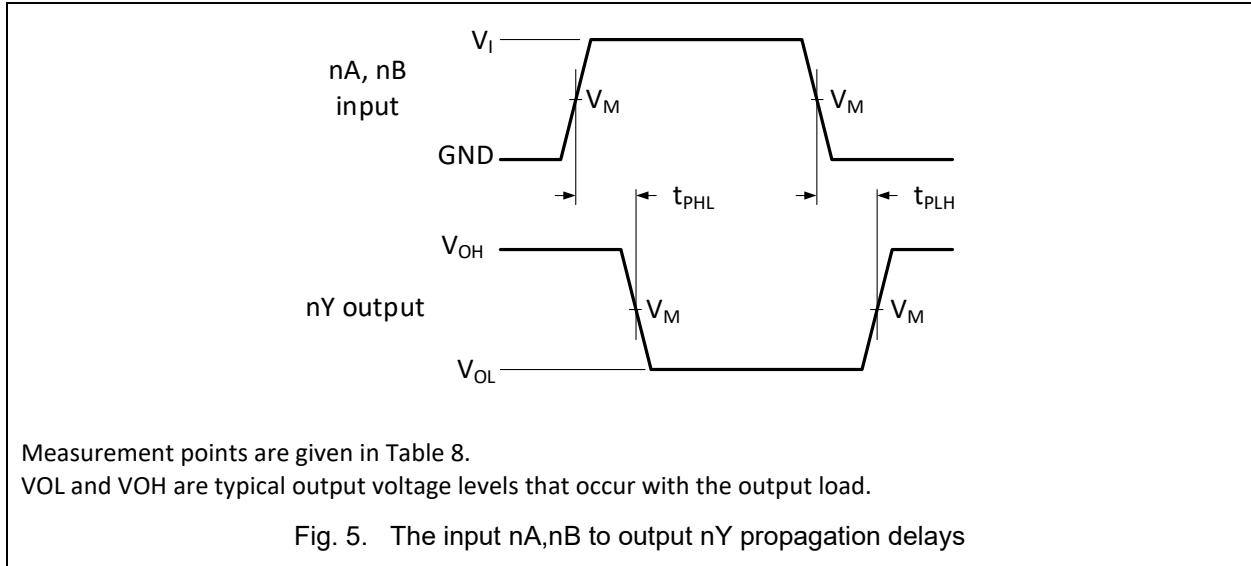 V_I
nA, nB
input
V_M
V_M
GND
t_PHL
t_PLH
V_OH
nY output
V_M
V_M
V_OL
Measurement points are given in Table 8.
VOL and VOH are typical output voltage levels that occur with the output load.
Fig. 5. The input nA,nB to output nY propagation delays